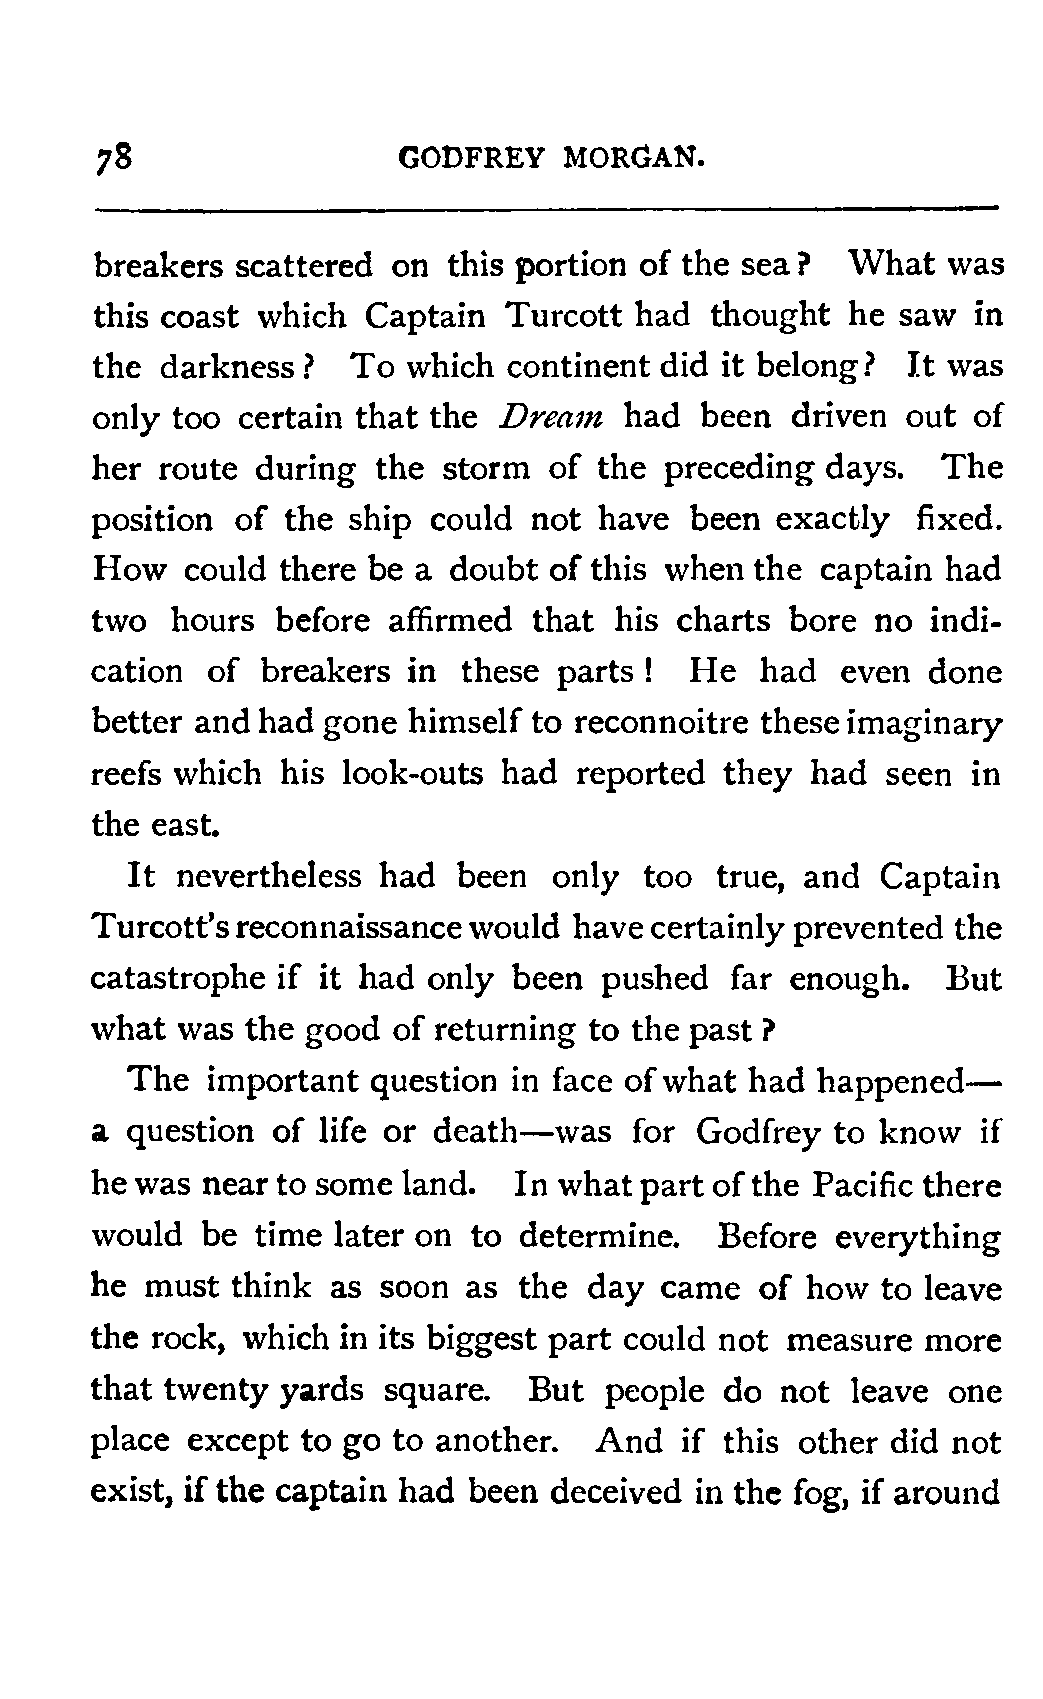 78 GODFREY MORGAN.
breakers scattered on this portion of the sea? What was
this coast which Captain Turcott had thought he saw in
the darkness? To which continent did it belong? It was
only too certain that the Dream had been driven out of
her route during the storm of the preceding days. The
position of the ship could not have been exactly fixed.
How could there be a doubt of this when the captain had
two hours before affirmed that his charts bore no indi-
cation of breakers in these parts! He had even done
better and had gone himself to reconnoitre these imaginary
reefs which his look-outs had reported they had seen in
the east.
It nevertheless had been only too true, and Captain
Turcott's reconnaissance would have certainly prevented the
catastrophe if it had only been pushed far enough. But
what was the good of returning to the past?
The important question in face of what had happened—
a question of life or death—was for Godfrey to know if
he was near to some land. In what part of the Pacific there
would be time later on to determine. Before everything
he must think as soon as the day came of how to leave
the rock, which in its biggest part could not measure more
that twenty yards square. But people do not leave one
place except to go to another. And if this other did not
exist, if the captain had been deceived in the fog, if around